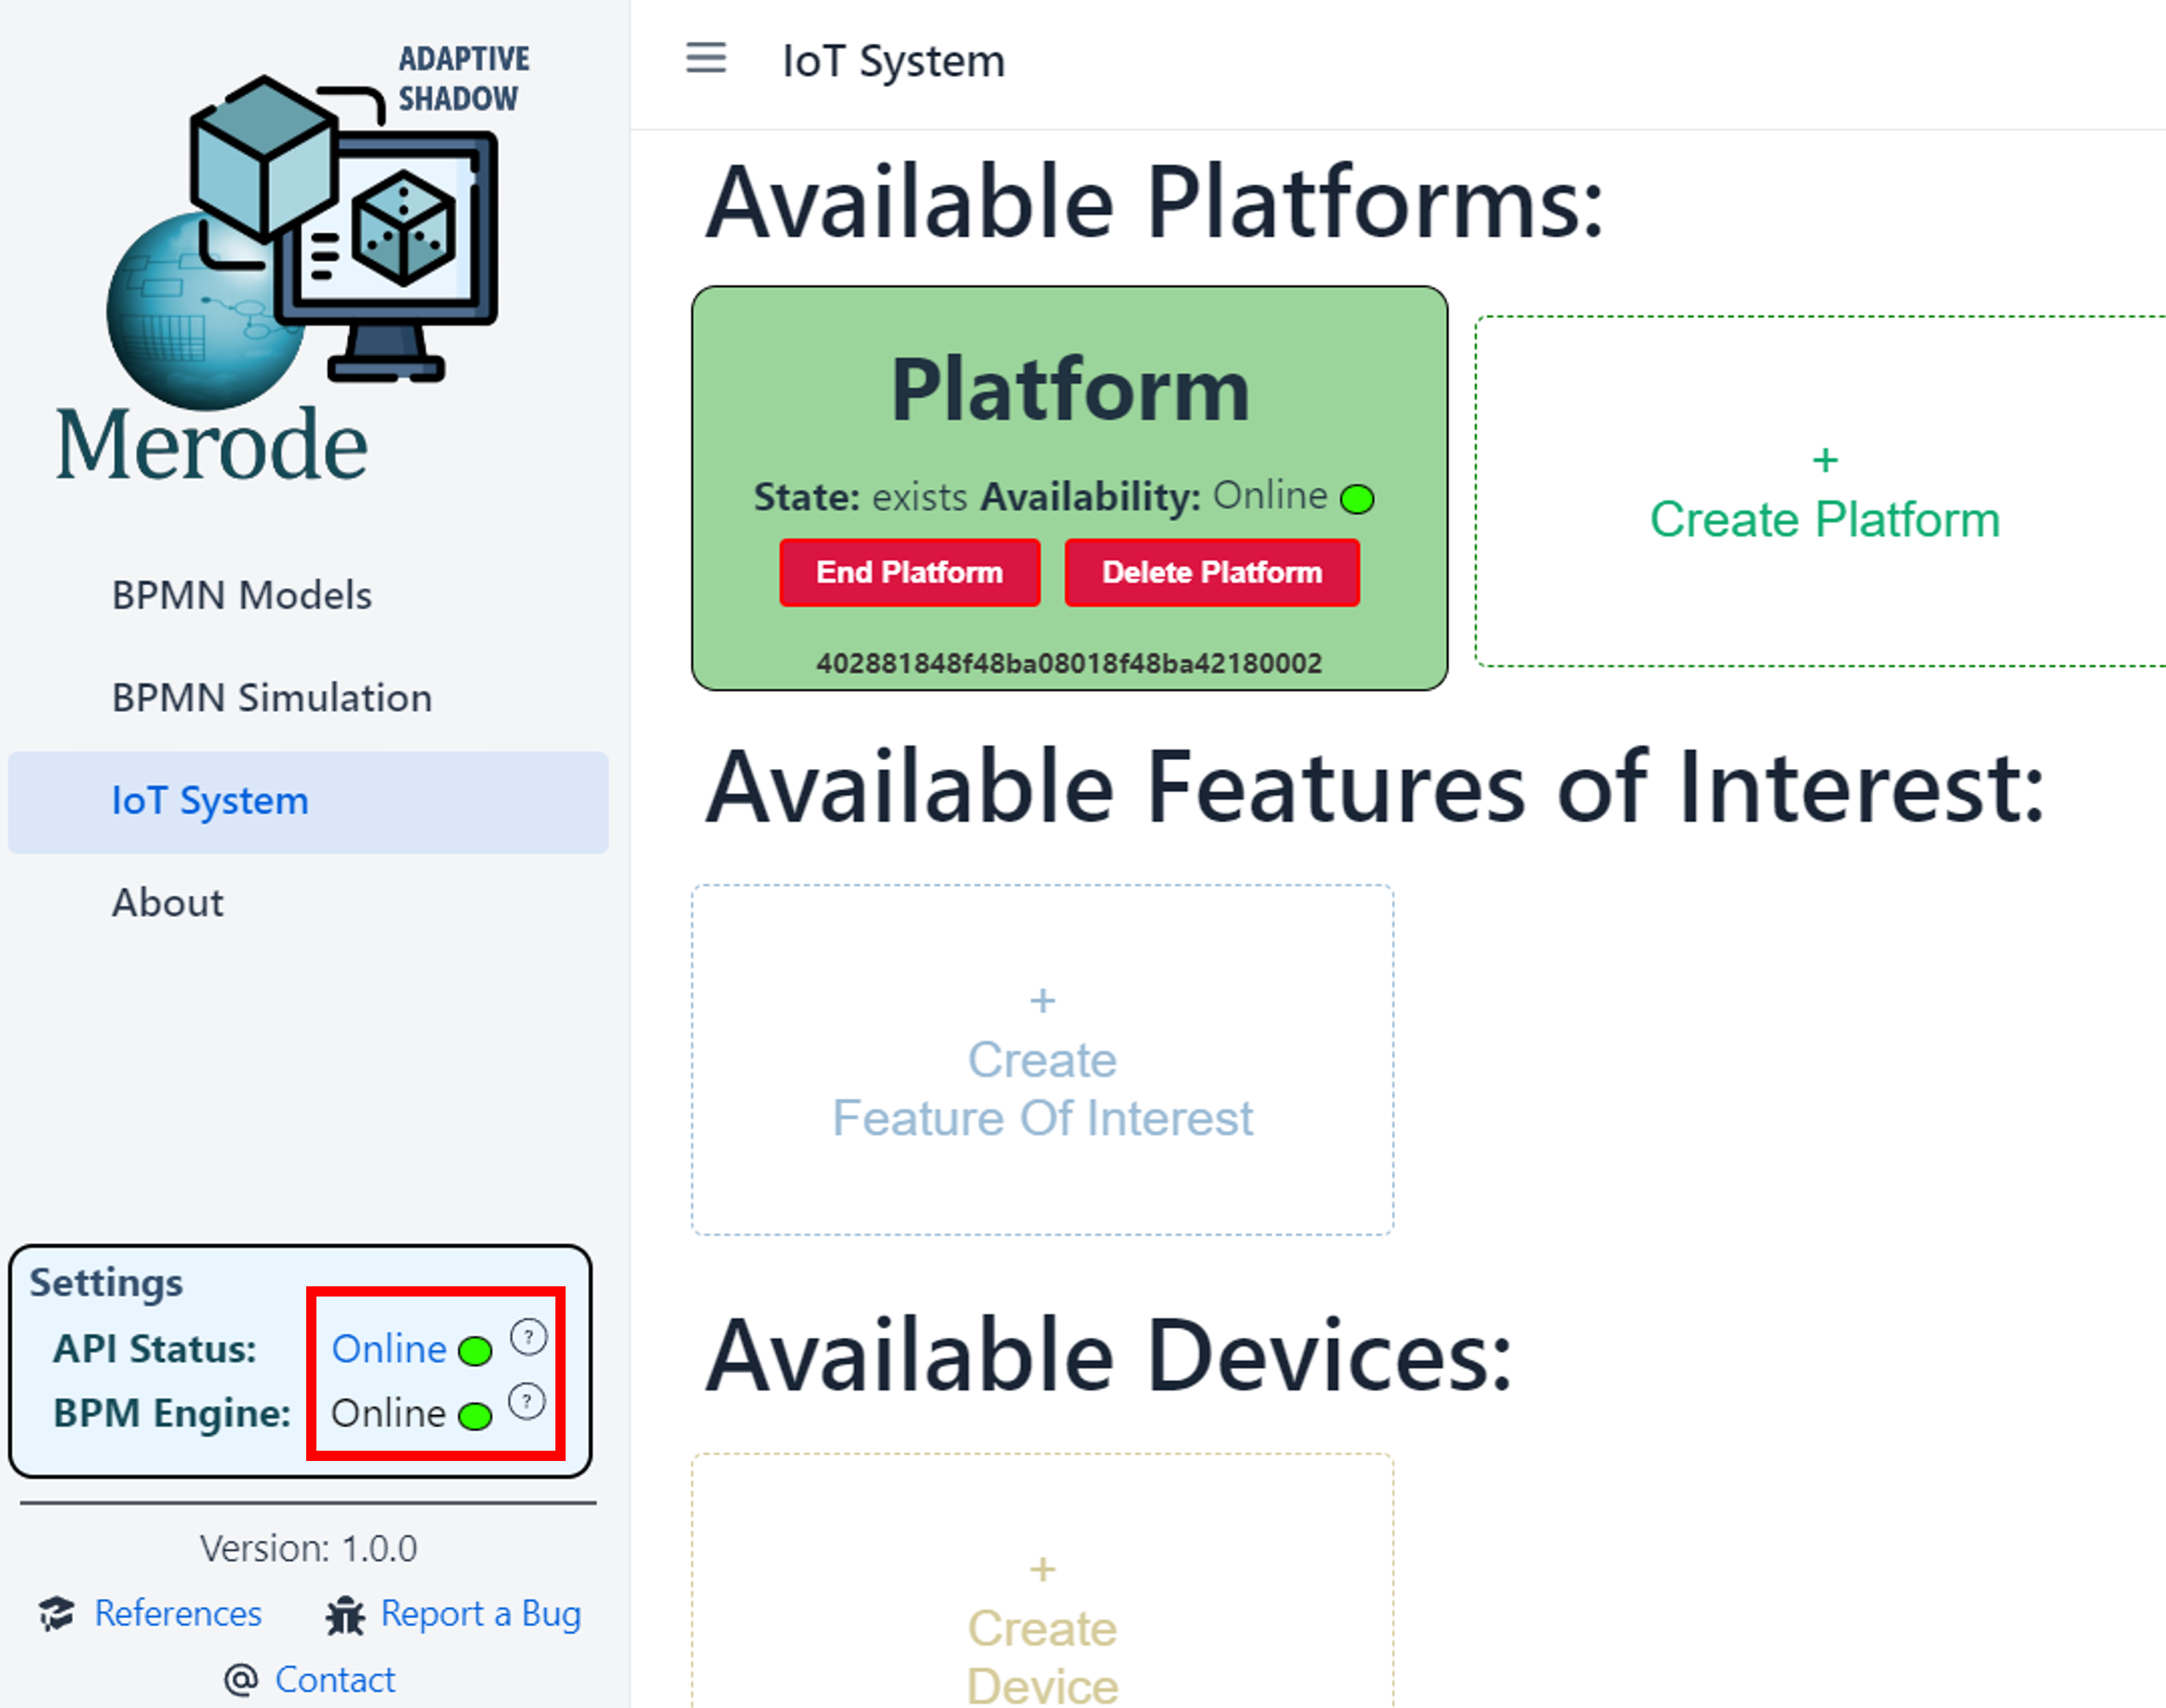 ADAPTIVE
SHADOW
Merode
BPMN Models
BPMN Simulation
IoT System
About
Settings
API Status: Online ?
BPM Engine: Online ?
Version: 1.0.0
References Report a Bug
@ Contact
IoT System
Available Platforms:
Platform
State: exists Availability: Online
End Platform Delete Platform
402881848f48ba08018f48ba42180002
+
Create Platform
Available Features of Interest:
+
Create
Feature Of Interest
Available Devices:
+
Create
Device